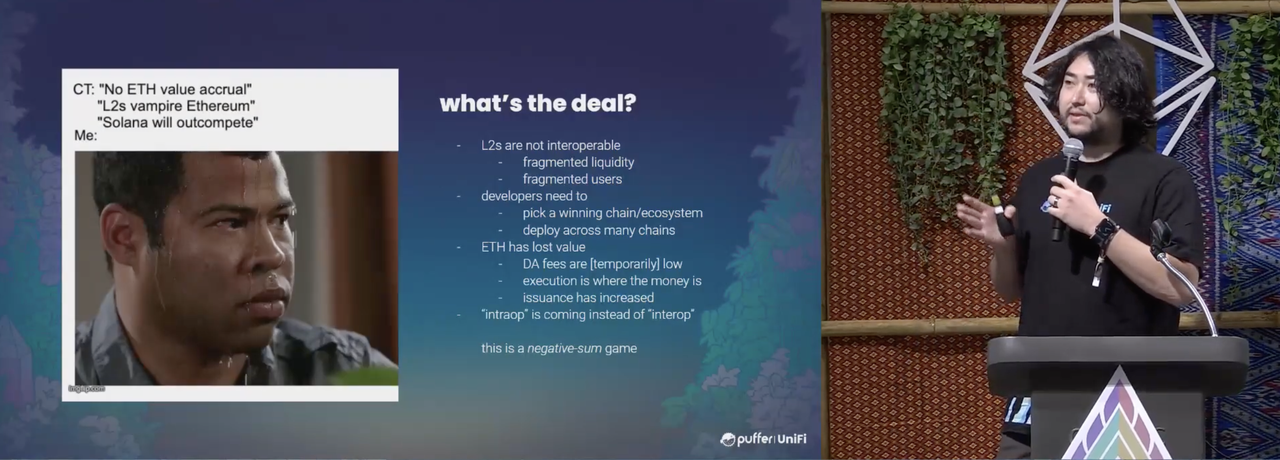 CT: "No ETH value accrual"
"L2s vampire Ethereum"
"Solana will outcompete"
Me:
imgflip.com
what's the deal?
- L2s are not interoperable
- fragmented liquidity
- fragmented users
- developers need to
- pick a winning chain/ecosystem
- deploy across many chains
- ETH has lost value
- DA fees are [temporarily] low
- execution is where the money is
- issuance has increased
- "intraop" is coming instead of "interop"
this is a negative-sum game
puffer | UniFi